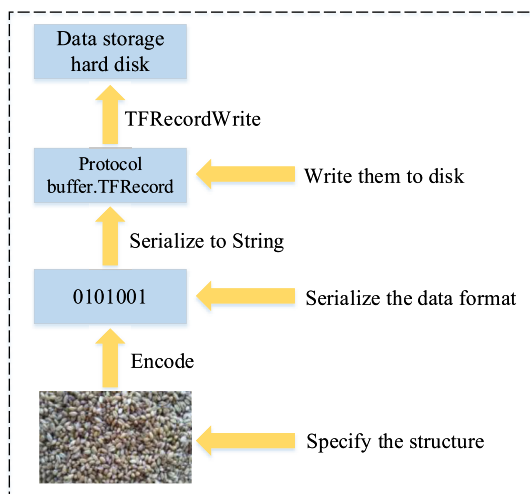 Data storage
hard disk
TFRecordWrite
Protocol
buffer.TFRecord
Write them to disk
Serialize to String
0101001
Serialize the data format
Encode
Specify the structure